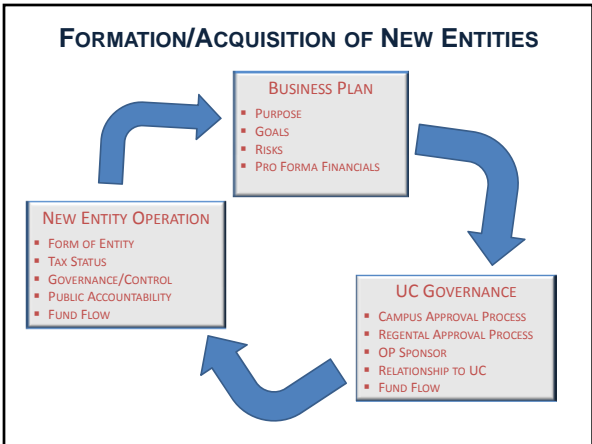 FORMATION/ACQUISITION OF NEW ENTITIES
BUSINESS PLAN
▪ PURPOSE
▪ GOALS
▪ RISKS
▪ PRO FORMA FINANCIALS
NEW ENTITY OPERATION
▪ FORM OF ENTITY
▪ TAX STATUS
▪ GOVERNANCE/CONTROL
▪ PUBLIC ACCOUNTABILITY
▪ FUND FLOW
UC GOVERNANCE
▪ CAMPUS APPROVAL PROCESS
▪ REGENTAL APPROVAL PROCESS
▪ OP SPONSOR
▪ RELATIONSHIP TO UC
▪ FUND FLOW